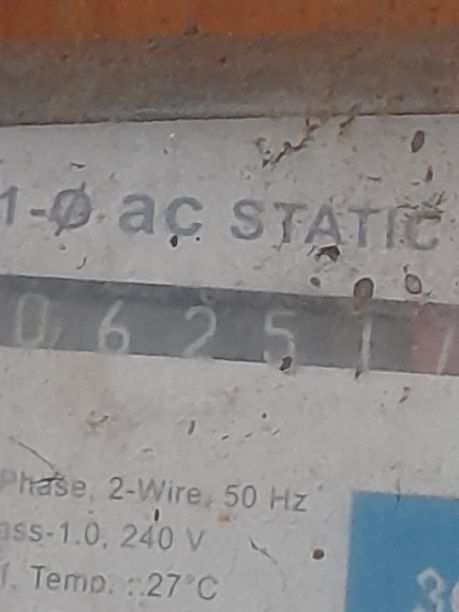 1-Ø ac STATIC
0 6 2 5 1
Phase, 2-Wire, 50 Hz
ass-1.0, 240 V
f. Temp. : 27°C